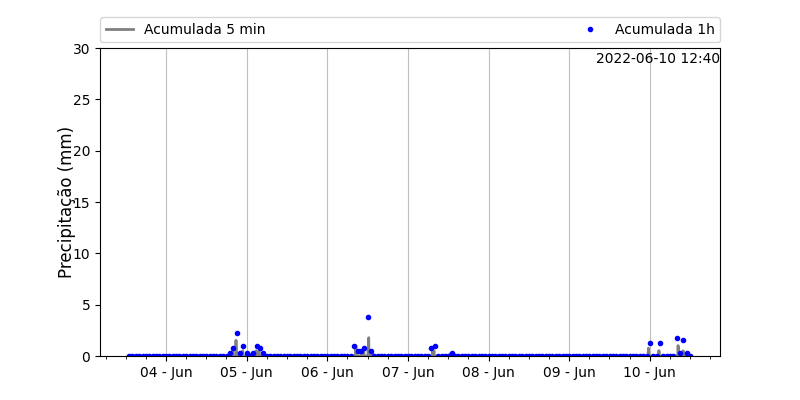 Acumulada 5 min
Acumulada 1h
2022-06-10 12:40
Precipitação (mm)
30
25
20
15
10
5
0
04 - Jun
05 - Jun
06 - Jun
07 - Jun
08 - Jun
09 - Jun
10 - Jun